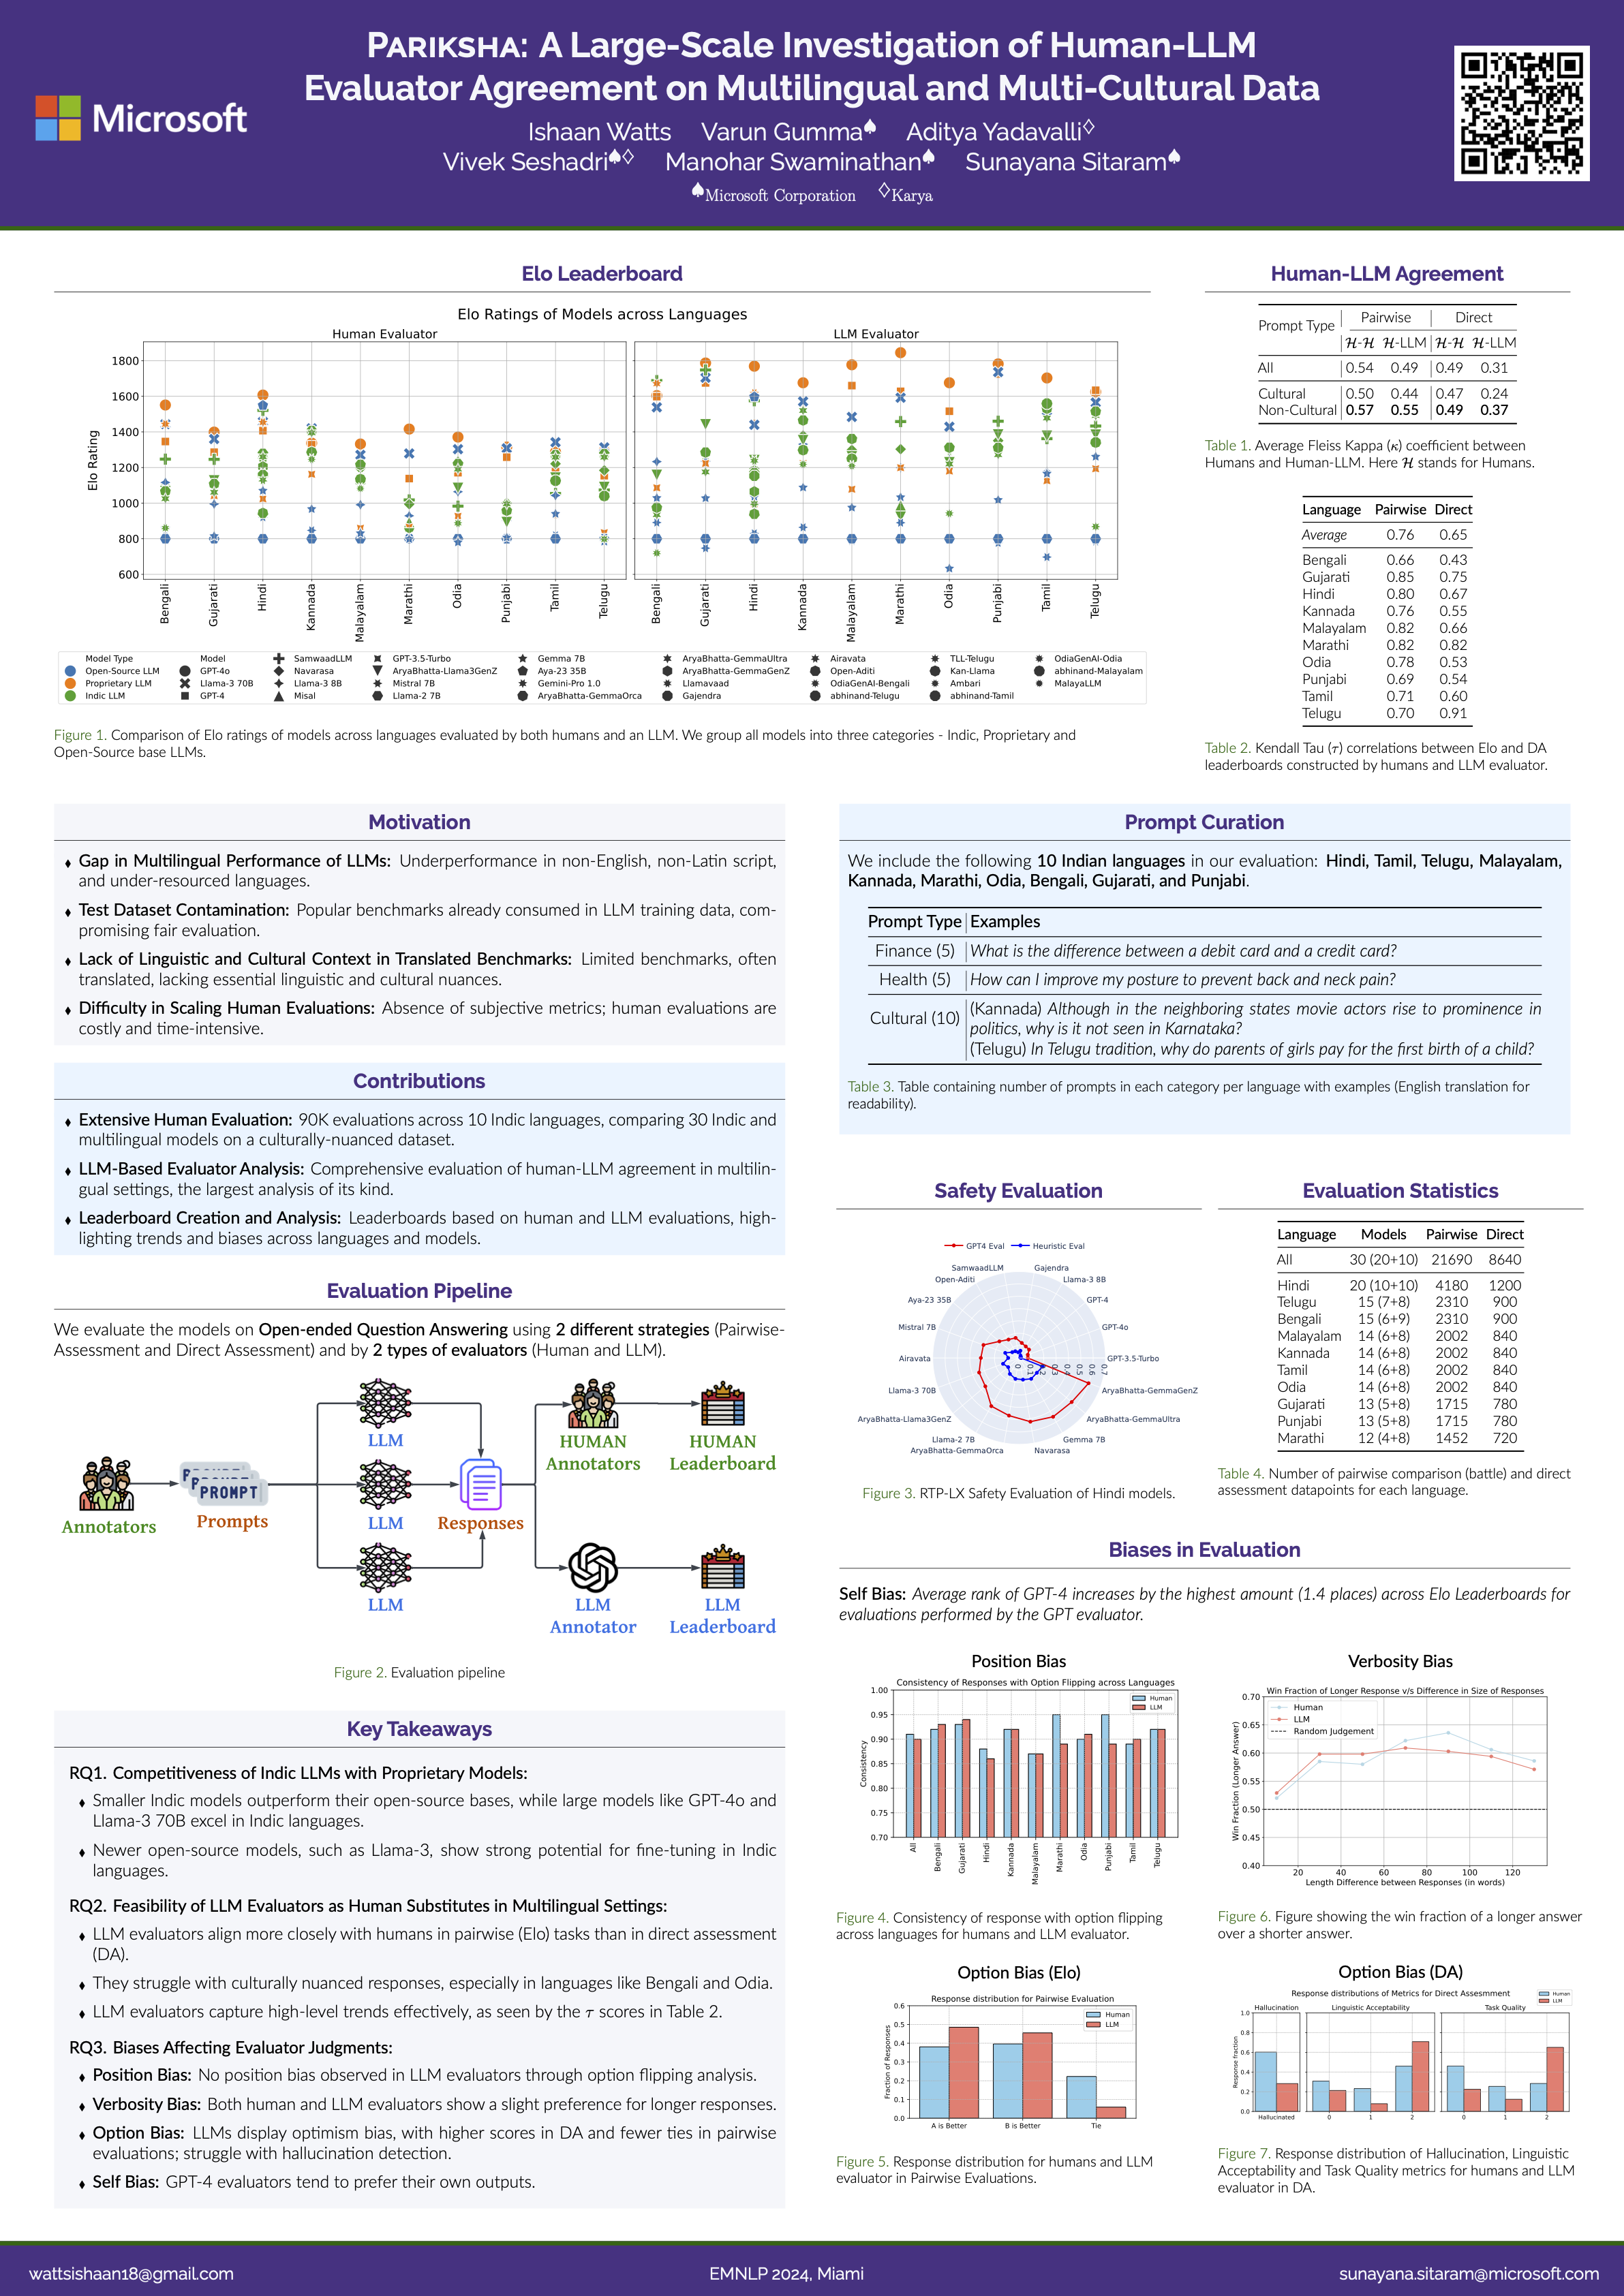 PARIKSHA: A Large-Scale Investigation of Human-LLM
Evaluator Agreement on Multilingual and Multi-Cultural Data
Microsoft
Ishaan Watts Varun Gumma♠ Aditya Yadavalli♢
Vivek Seshadri♠♢ Manohar Swaminathan♠ Sunayana Sitaram♠
♠Microsoft Corporation ♢Karya
Elo Leaderboard
Elo Ratings of Models across Languages
Human Evaluator LLM Evaluator
Elo Rating
1800
1600
1400
1200
1000
800
600
Bengali Gujarati Hindi Kannada Malayalam Marathi Odia Punjabi Tamil Telugu
Bengali Gujarati Hindi Kannada Malayalam Marathi Odia Punjabi Tamil Telugu
Model Type Model SamwaadLLM GPT-3.5-Turbo Gemma 7B AryaBhatta-GemmaUltra Airavata TLL-Telugu OdiaGenAI-Odia
Open-Source LLM GPT-4o Navarasa AryaBhatta-Llama3GenZ Aya-23 35B AryaBhatta-GemmaGenZ Open-Aditi Kan-Llama abhinand-Malayalam
Proprietary LLM Llama-3 70B Llama-3 8B Mistral 7B Gemini-Pro 1.0 Llamavaad OdiaGenAI-Bengali Ambari MalayaLLM
Indic LLM GPT-4 Misal Llama-2 7B AryaBhatta-GemmaOrca Gajendra abhinand-Telugu abhinand-Tamil
Figure 1. Comparison of Elo ratings of models across languages evaluated by both humans and an LLM. We group all models into three categories - Indic, Proprietary and
Open-Source base LLMs.
Human-LLM Agreement
Prompt Type Pairwise Direct
H-H H-LLM H-H H-LLM
All 0.54 0.49 0.49 0.31
Cultural 0.50 0.44 0.47 0.24
Non-Cultural 0.57 0.55 0.49 0.37
Table 1. Average Fleiss Kappa (κ) coefficient between
Humans and Human-LLM. Here H stands for Humans.
Language Pairwise Direct
Average 0.76 0.65
Bengali 0.66 0.43
Gujarati 0.85 0.75
Hindi 0.80 0.67
Kannada 0.76 0.55
Malayalam 0.82 0.66
Marathi 0.82 0.82
Odia 0.78 0.53
Punjabi 0.69 0.54
Tamil 0.71 0.60
Telugu 0.70 0.91
Table 2. Kendall Tau (τ) correlations between Elo and DA
leaderboards constructed by humans and LLM evaluator.
Motivation
♦ Gap in Multilingual Performance of LLMs: Underperformance in non-English, non-Latin script,
and under-resourced languages.
♦ Test Dataset Contamination: Popular benchmarks already consumed in LLM training data, com-
promising fair evaluation.
♦ Lack of Linguistic and Cultural Context in Translated Benchmarks: Limited benchmarks, often
translated, lacking essential linguistic and cultural nuances.
♦ Difficulty in Scaling Human Evaluations: Absence of subjective metrics; human evaluations are
costly and time-intensive.
Contributions
♦ Extensive Human Evaluation: 90K evaluations across 10 Indic languages, comparing 30 Indic and
multilingual models on a culturally-nuanced dataset.
♦ LLM-Based Evaluator Analysis: Comprehensive evaluation of human-LLM agreement in multilin-
gual settings, the largest analysis of its kind.
♦ Leaderboard Creation and Analysis: Leaderboards based on human and LLM evaluations, high-
lighting trends and biases across languages and models.
Evaluation Pipeline
We evaluate the models on Open-ended Question Answering using 2 different strategies (Pairwise-
Assessment and Direct Assessment) and by 2 types of evaluators (Human and LLM).
Annotators
PROMPT
Prompts
LLM
LLM
LLM
Responses
HUMAN
Annotators
HUMAN
Leaderboard
LLM
Annotator
LLM
Leaderboard
Figure 2. Evaluation pipeline
Key Takeaways
RQ1. Competitiveness of Indic LLMs with Proprietary Models:
♦ Smaller Indic models outperform their open-source bases, while large models like GPT-4o and
Llama-3 70B excel in Indic languages.
♦ Newer open-source models, such as Llama-3, show strong potential for fine-tuning in Indic
languages.
RQ2. Feasibility of LLM Evaluators as Human Substitutes in Multilingual Settings:
♦ LLM evaluators align more closely with humans in pairwise (Elo) tasks than in direct assessment
(DA).
♦ They struggle with culturally nuanced responses, especially in languages like Bengali and Odia.
♦ LLM evaluators capture high-level trends effectively, as seen by the τ scores in Table 2.
RQ3. Biases Affecting Evaluator Judgments:
♦ Position Bias: No position bias observed in LLM evaluators through option flipping analysis.
♦ Verbosity Bias: Both human and LLM evaluators show a slight preference for longer responses.
♦ Option Bias: LLMs display optimism bias, with higher scores in DA and fewer ties in pairwise
evaluations; struggle with hallucination detection.
♦ Self Bias: GPT-4 evaluators tend to prefer their own outputs.
Prompt Curation
We include the following 10 Indian languages in our evaluation: Hindi, Tamil, Telugu, Malayalam,
Kannada, Marathi, Odia, Bengali, Gujarati, and Punjabi.
Prompt Type Examples
Finance (5) What is the difference between a debit card and a credit card?
Health (5) How can I improve my posture to prevent back and neck pain?
Cultural (10) (Kannada) Although in the neighboring states movie actors rise to prominence in
politics, why is it not seen in Karnataka?
(Telugu) In Telugu tradition, why do parents of girls pay for the first birth of a child?
Table 3. Table containing number of prompts in each category per language with examples (English translation for
readability).
Safety Evaluation
GPT4 Eval Heuristic Eval
SamwaadLLM Gajendra
Open-Aditi Llama-3 8B
Aya-23 35B GPT-4
Mistral 7B GPT-4o
Airavata GPT-3.5-Turbo
Llama-3 70B AryaBhatta-GemmaGenZ
AryaBhatta-Llama3GenZ AryaBhatta-GemmaUltra
Llama-2 7B Gemma 7B
AryaBhatta-GemmaOrca Navarasa
Figure 3. RTP-LX Safety Evaluation of Hindi models.
Evaluation Statistics
Language Models Pairwise Direct
All 30 (20+10) 21690 8640
Hindi 20 (10+10) 4180 1200
Telugu 15 (7+8) 2310 900
Bengali 15 (6+9) 2310 900
Malayalam 14 (6+8) 2002 840
Kannada 14 (6+8) 2002 840
Tamil 14 (6+8) 2002 840
Odia 14 (6+8) 2002 840
Gujarati 13 (5+8) 1715 780
Punjabi 13 (5+8) 1715 780
Marathi 12 (4+8) 1452 720
Table 4. Number of pairwise comparison (battle) and direct
assessment datapoints for each language.
Biases in Evaluation
Self Bias: Average rank of GPT-4 increases by the highest amount (1.4 places) across Elo Leaderboards for
evaluations performed by the GPT evaluator.
Position Bias
Consistency of Responses with Option Flipping across Languages
Human
LLM
Consistency
1.00
0.95
0.90
0.85
0.80
0.75
0.70
All Bengali Gujarati Hindi Kannada Malayalam Marathi Odia Punjabi Tamil Telugu
Figure 4. Consistency of response with option flipping
across languages for humans and LLM evaluator.
Verbosity Bias
Win Fraction of Longer Response v/s Difference in Size of Responses
Human
LLM
Random Judgement
Win Fraction (Longer Answer)
0.70
0.65
0.60
0.55
0.50
0.45
0.40
20 40 60 80 100 120
Length Difference between Responses (in words)
Figure 6. Figure showing the win fraction of a longer answer
over a shorter answer.
Option Bias (Elo)
Response distribution for Pairwise Evaluation
Human
LLM
Fraction of Responses
0.6
0.5
0.4
0.3
0.2
0.1
0.0
A is Better B is Better Tie
Figure 5. Response distribution for humans and LLM
evaluator in Pairwise Evaluations.
Option Bias (DA)
Response distributions of Metrics for Direct Assesmnent
Human
LLM
Hallucination Linguistic Acceptability Task Quality
Response fraction
1.0
0.8
0.6
0.4
0.2
0.0
Hallucinated 0 1 2 0 1 2
Figure 7. Response distribution of Hallucination, Linguistic
Acceptability and Task Quality metrics for humans and LLM
evaluator in DA.
wattsishaan18@gmail.com EMNLP 2024, Miami sunayana.sitaram@microsoft.com